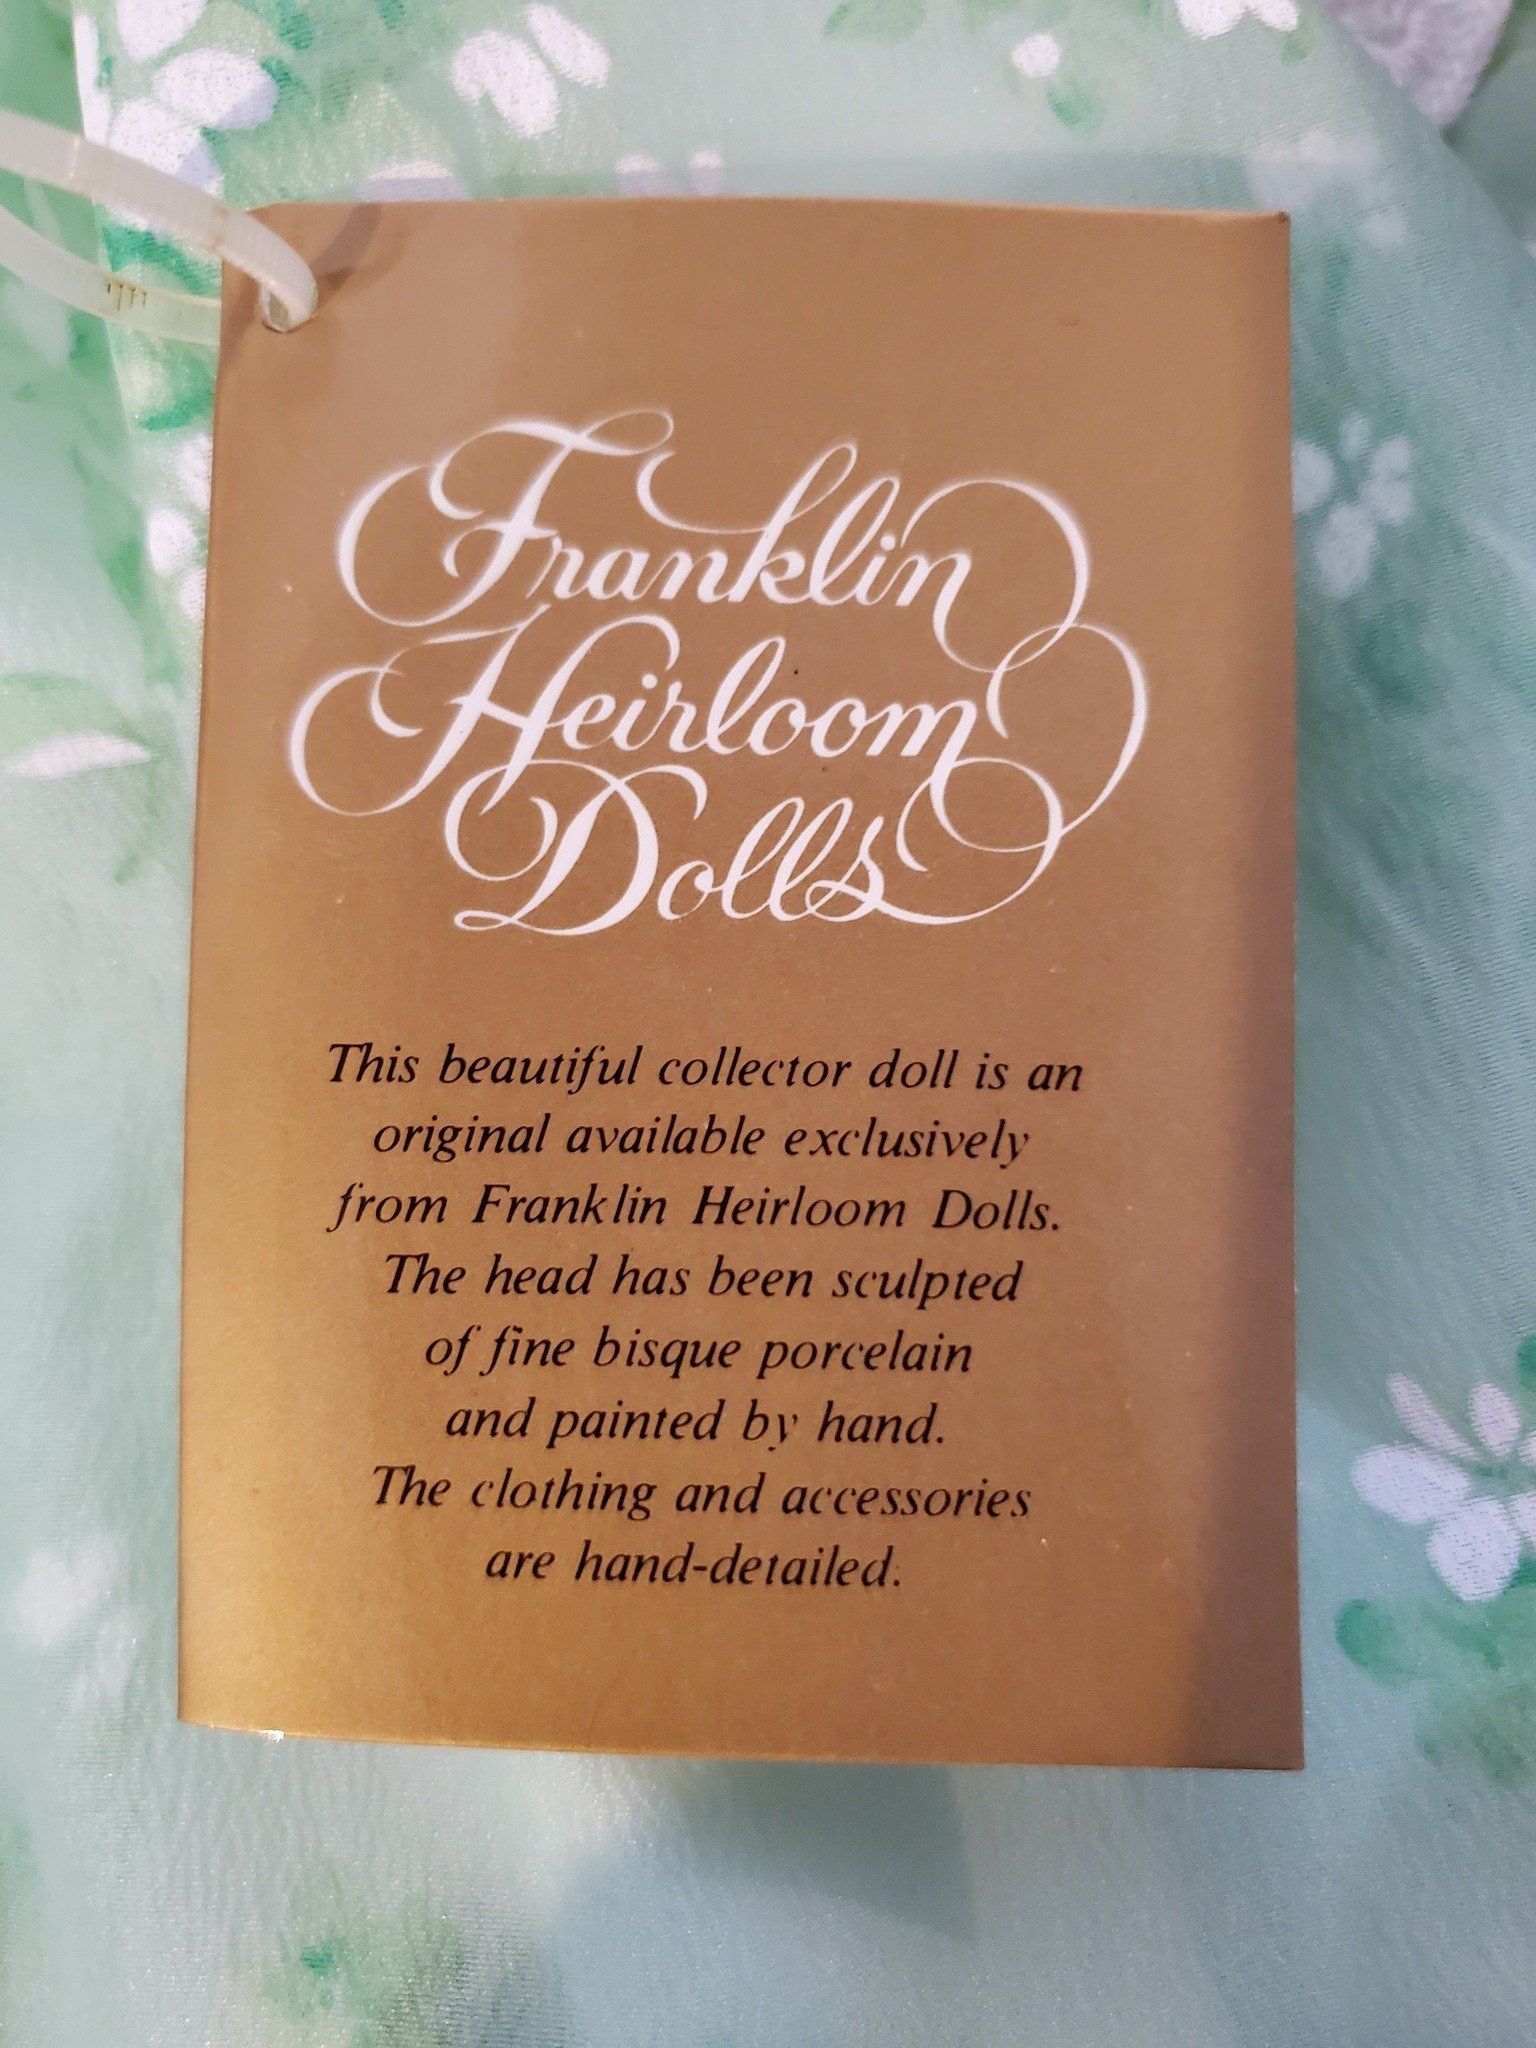 Franklin
Heirloom
Dolls
This beautiful collector doll is an
original available exclusively
from Franklin Heirloom Dolls.
The head has been sculpted
of fine bisque porcelain
and painted by hand.
The clothing and accessories
are hand-detailed.